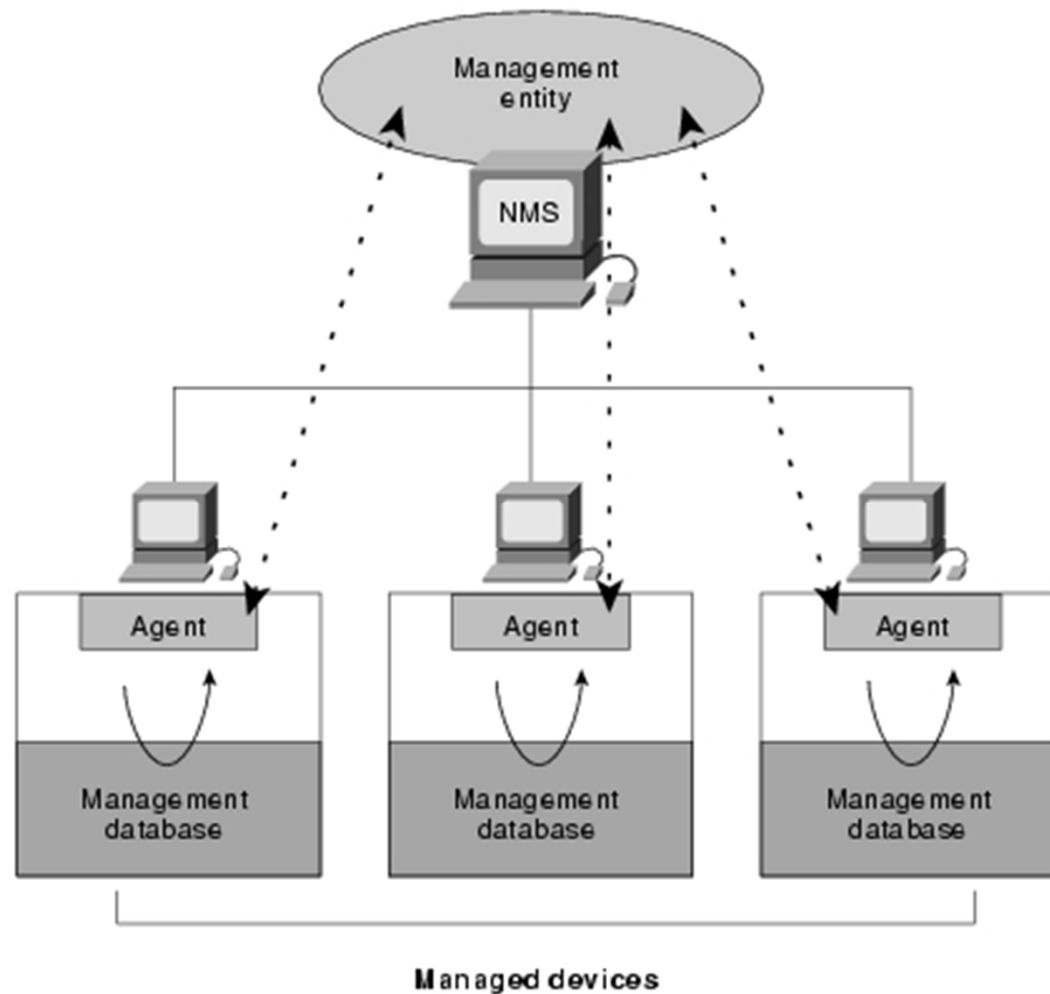 Management
entity
NMS
Agent
Agent
Agent
Management
database
Management
database
Management
database
Managed devices